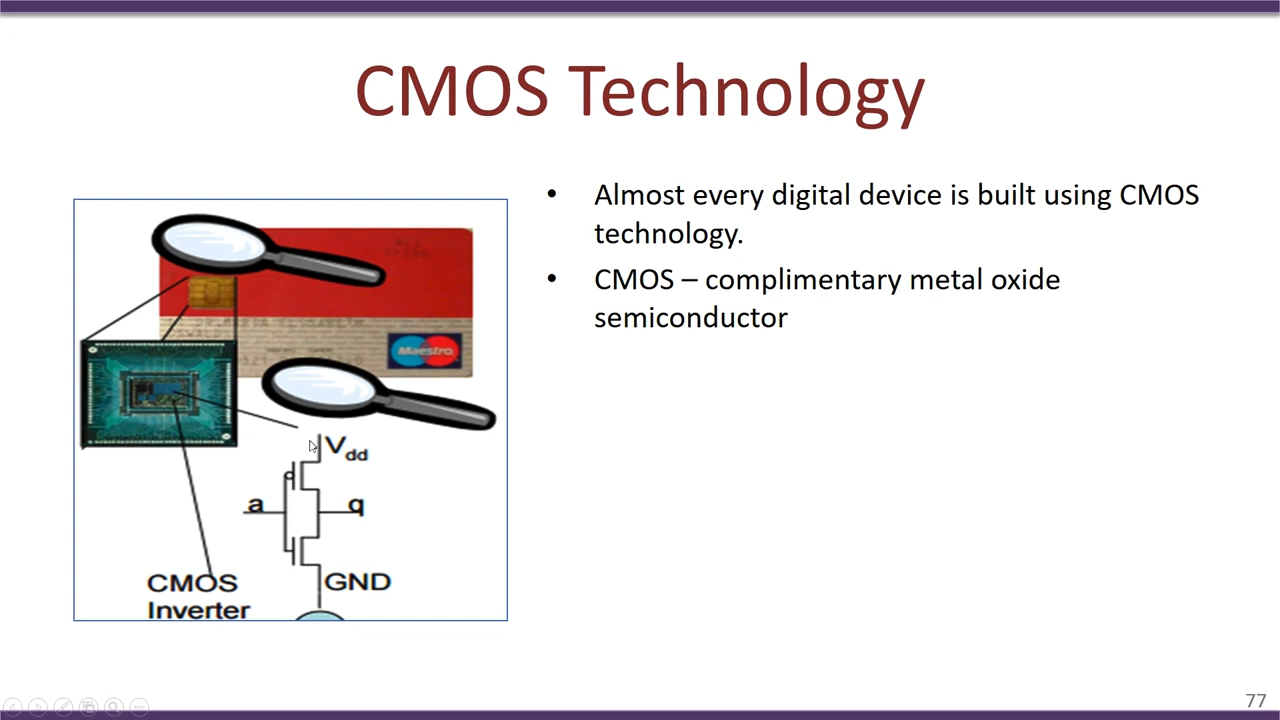 CMOS Technology
• Almost every digital device is built using CMOS
technology.
• CMOS – complimentary metal oxide
semiconductor
Maestro
V dd
a
q
GND
CMOS
Inverter
77